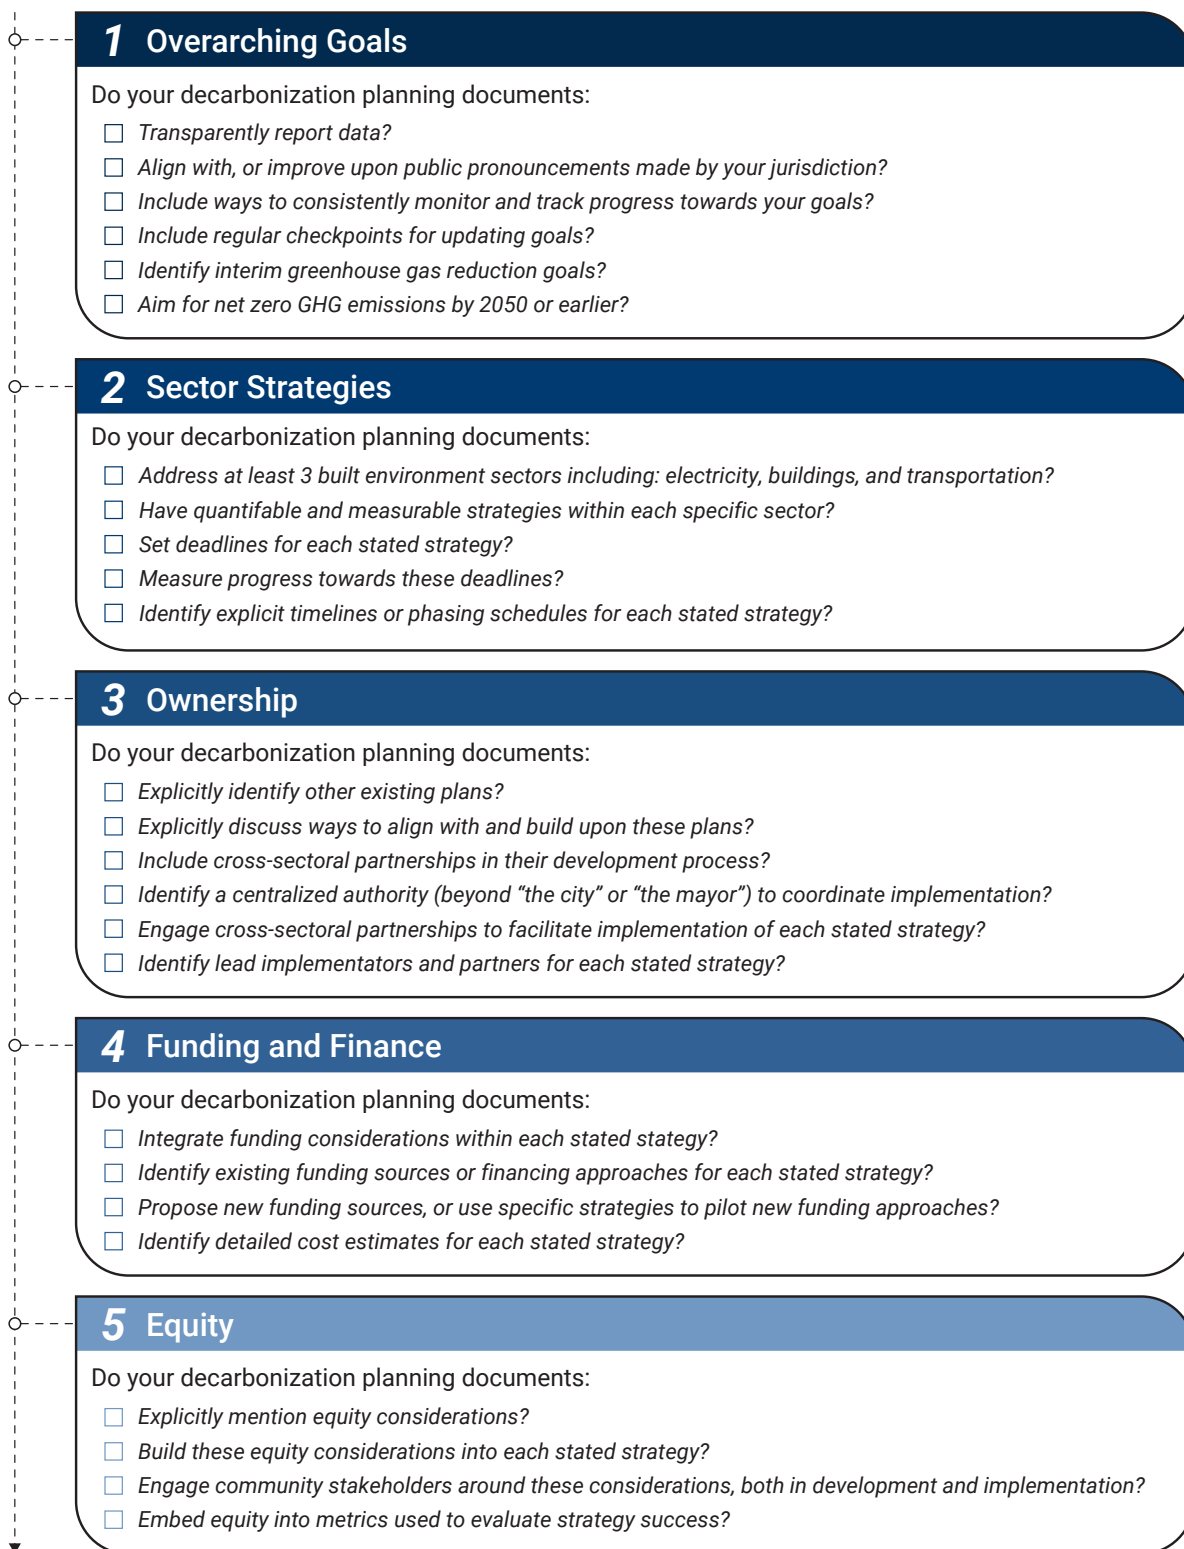 1 Overarching Goals
Do your decarbonization planning documents:
Transparently report data?
Align with, or improve upon public pronouncements made by your jurisdiction?
Include ways to consistently monitor and track progress towards your goals?
Include regular checkpoints for updating goals?
Identify interim greenhouse gas reduction goals?
Aim for net zero GHG emissions by 2050 or earlier?
2 Sector Strategies
Do your decarbonization planning documents:
Address at least 3 built environment sectors including: electricity, buildings, and transportation?
Have quantifable and measurable strategies within each specific sector?
Set deadlines for each stated strategy?
Measure progress towards these deadlines?
Identify explicit timelines or phasing schedules for each stated strategy?
3 Ownership
Do your decarbonization planning documents:
Explicitly identify other existing plans?
Explicitly discuss ways to align with and build upon these plans?
Include cross-sectoral partnerships in their development process?
Identify a centralized authority (beyond “the city” or “the mayor”) to coordinate implementation?
Engage cross-sectoral partnerships to facilitate implementation of each stated strategy?
Identify lead implementators and partners for each stated strategy?
4 Funding and Finance
Do your decarbonization planning documents:
Integrate funding considerations within each stated stategy?
Identify existing funding sources or financing approaches for each stated strategy?
Propose new funding sources, or use specific strategies to pilot new funding approaches?
Identify detailed cost estimates for each stated strategy?
5 Equity
Do your decarbonization planning documents:
Explicitly mention equity considerations?
Build these equity considerations into each stated strategy?
Engage community stakeholders around these considerations, both in development and implementation?
Embed equity into metrics used to evaluate strategy success?